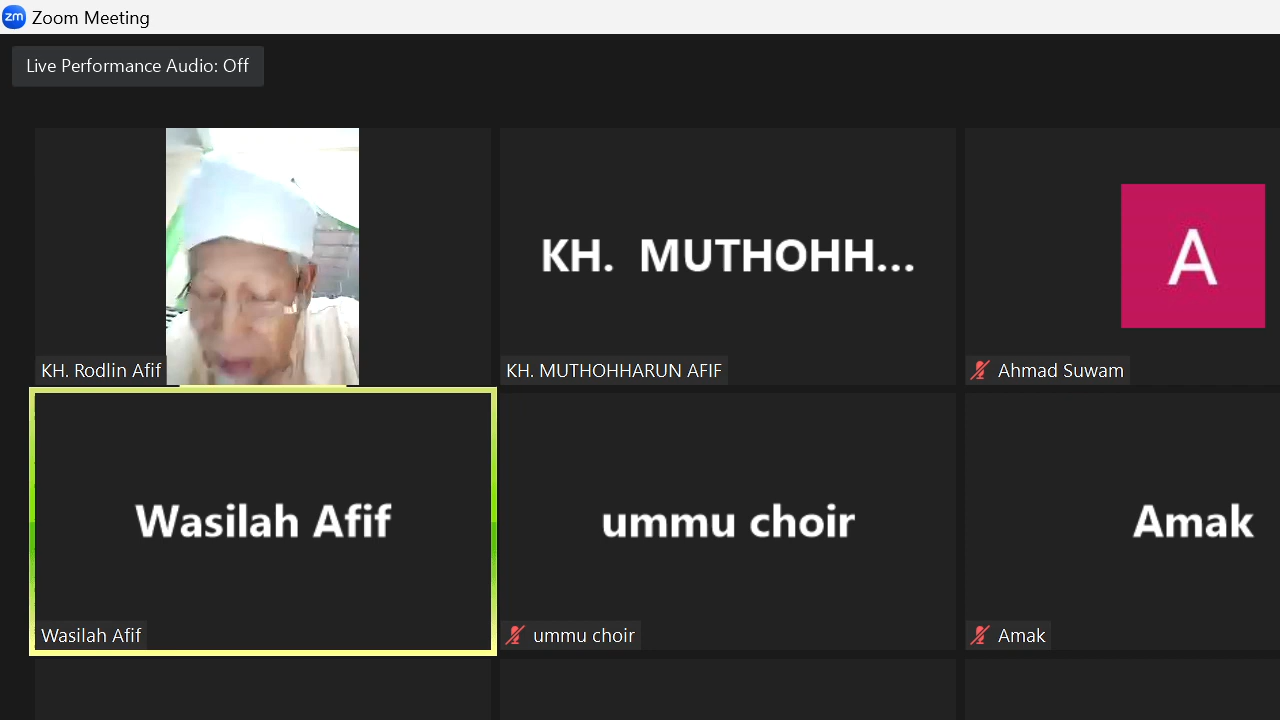 zm Zoom Meeting
Live Performance Audio: Off
KH. MUTHOHH...
A
KH. Rodlin Afif
KH. MUTHOHHARUN AFIF
Ahmad Suwam
Wasilah Afif
ummu choir
Amak
Wasilah Afif
ummu choir
Amak